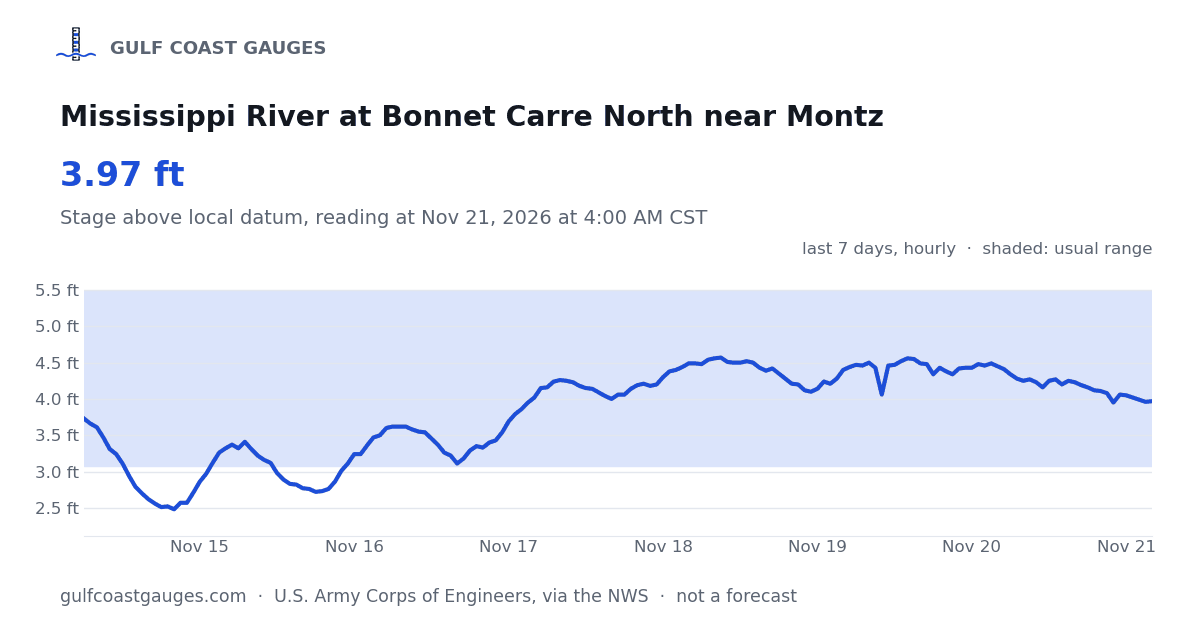 GULF COAST GAUGES
Mississippi River at Bonnet Carre North near Montz
3.97 ft
Stage above local datum, reading at Nov 21, 2026 at 4:00 AM CST
last 7 days, hourly · shaded: usual range
5.5 ft
5.0 ft
4.5 ft
4.0 ft
3.5 ft
3.0 ft
2.5 ft
Nov 15 Nov 16 Nov 17 Nov 18 Nov 19 Nov 20 Nov 21
gulfcoastgauges.com · U.S. Army Corps of Engineers, via the NWS · not a forecast